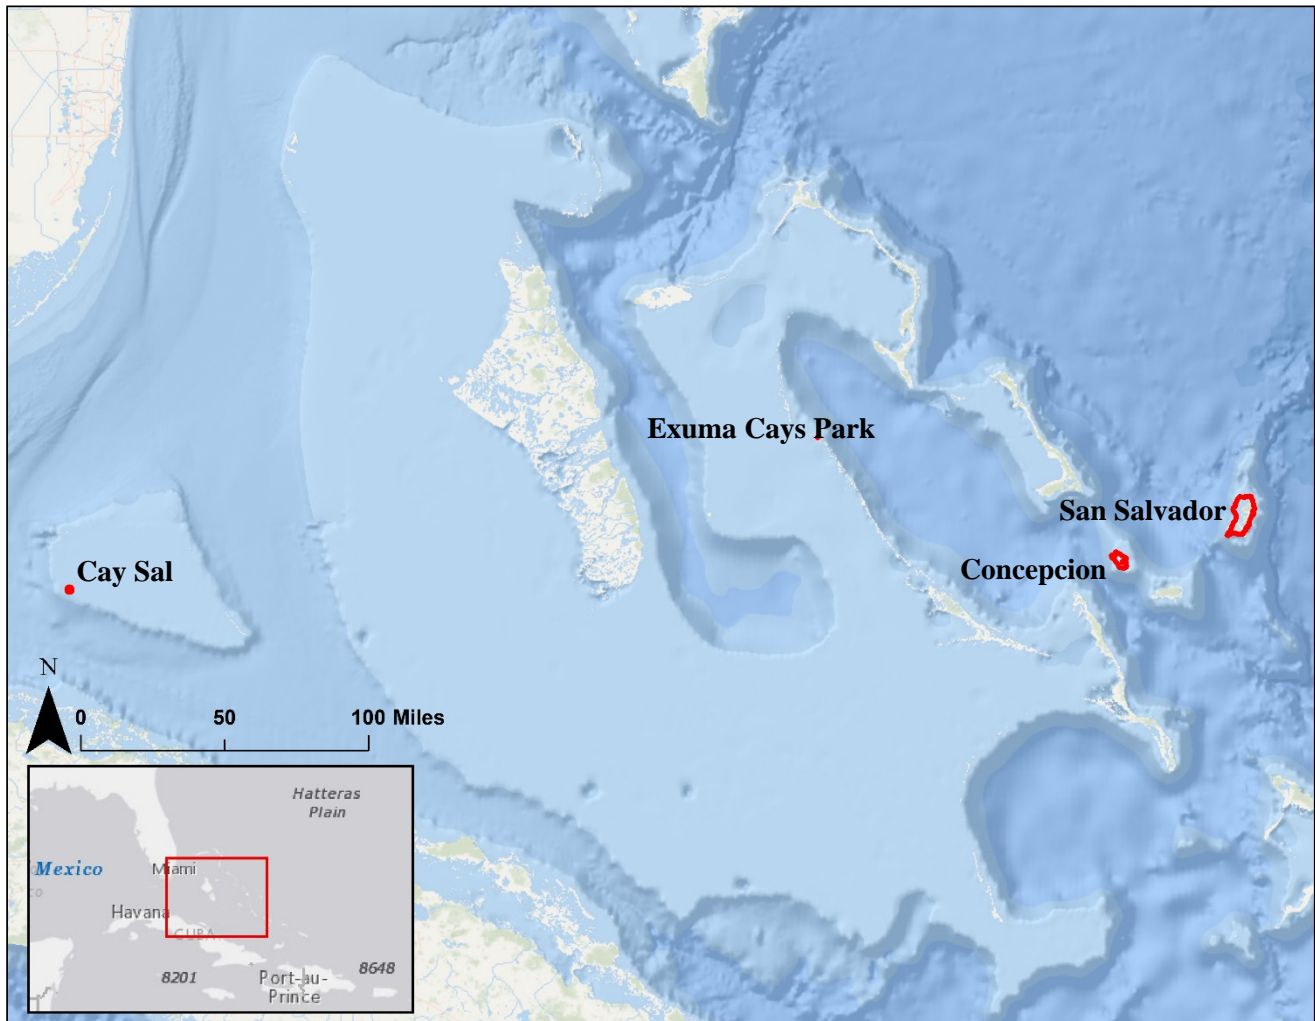 Exuma Cays Park
San Salvador
Concepcion
Cay Sal
N
0 50 100 Miles
Hatteras
Plain
Mexico
Miami
Havana
CUBA
8201
Port-au-
Prince
8648